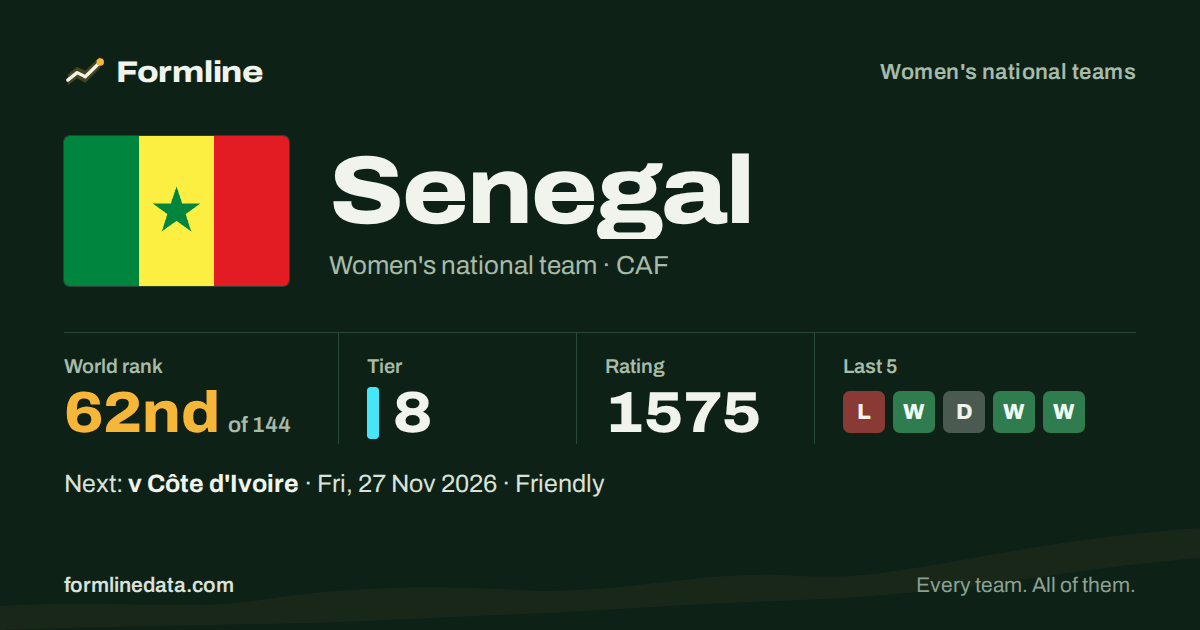 Formline
Women's national teams
Senegal
Women's national team · CAF
World rank
62nd of 144
Tier
8
Rating
1575
Last 5
L W D W W
Next: v Côte d'Ivoire · Fri, 27 Nov 2026 · Friendly
formlinedata.com
Every team. All of them.